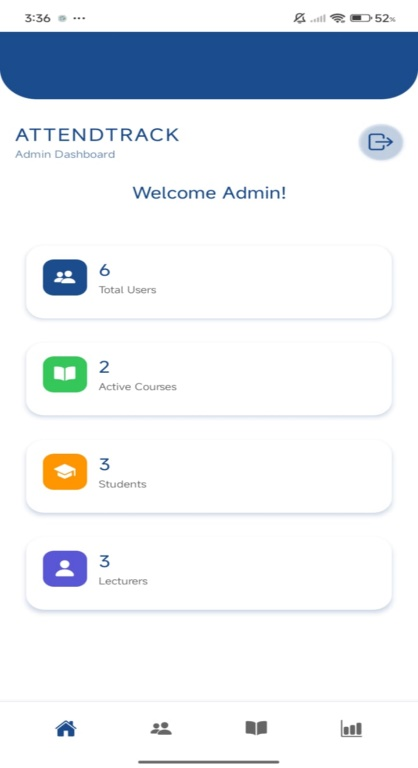 3:36 ... 52%
ATTENDTRACK
Admin Dashboard
Welcome Admin!
6
Total Users
2
Active Courses
3
Students
3
Lecturers